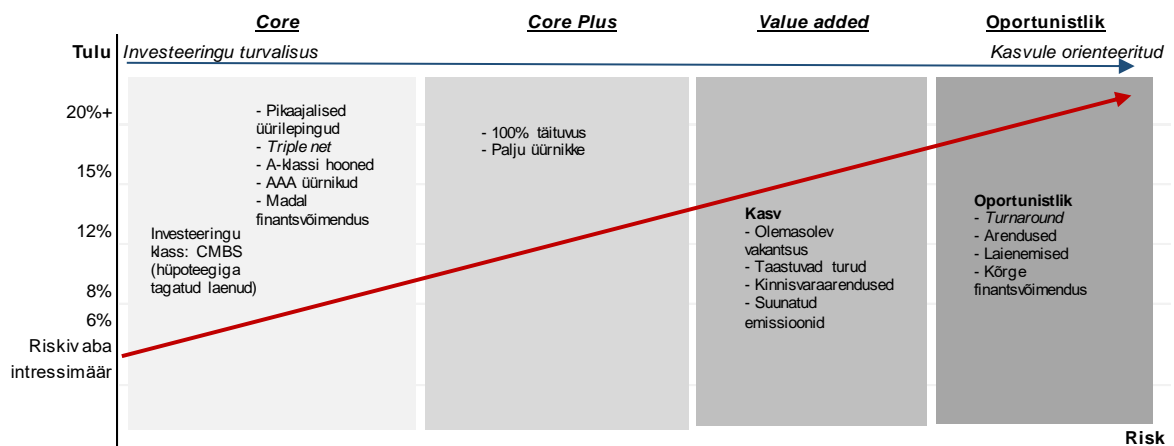 Core
Core Plus
Value added
Oportunistlik
Tulu
Investeeringu turvalisus
Kasvule orienteeritud
20%+
15%
12%
8%
6%
Riskivaba
intressimäär
- Pikaajalised
üürilepingud
- Triple net
- A-klassi hooned
- AAA üürnikud
- Madal
finantsvõimendus
Investeeringu
klass: CMBS
(hüpoteegiga
tagatud laenud)
- 100% täituvus
- Palju üürnikke
Kasv
- Olemasolev
vakantsus
- Taastuvad turud
- Kinnisvaraarendused
- Suunatud
emissioonid
Oportunistlik
- Turnaround
- Arendused
- Laienemised
- Kõrge
finantsvõimendus
Risk